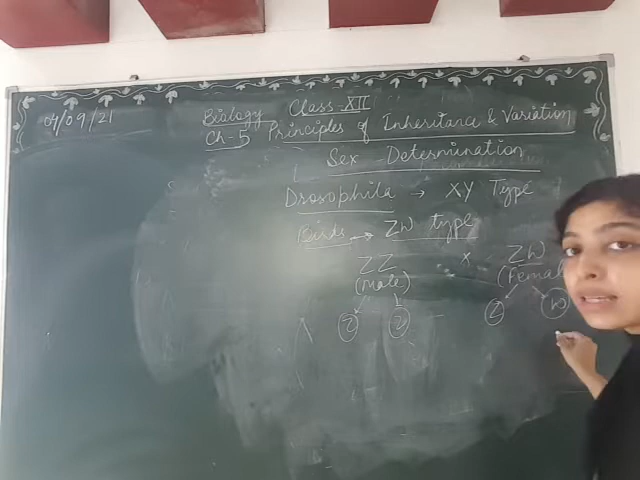 Class-XII
04/09/21 Biology
Ch-5 Principles of Inheritance & Variation
Sex Determination
Drosophila → XY Type
Birds → ZW type
ZZ x ZW
(Male) (Female
Z Z Z W